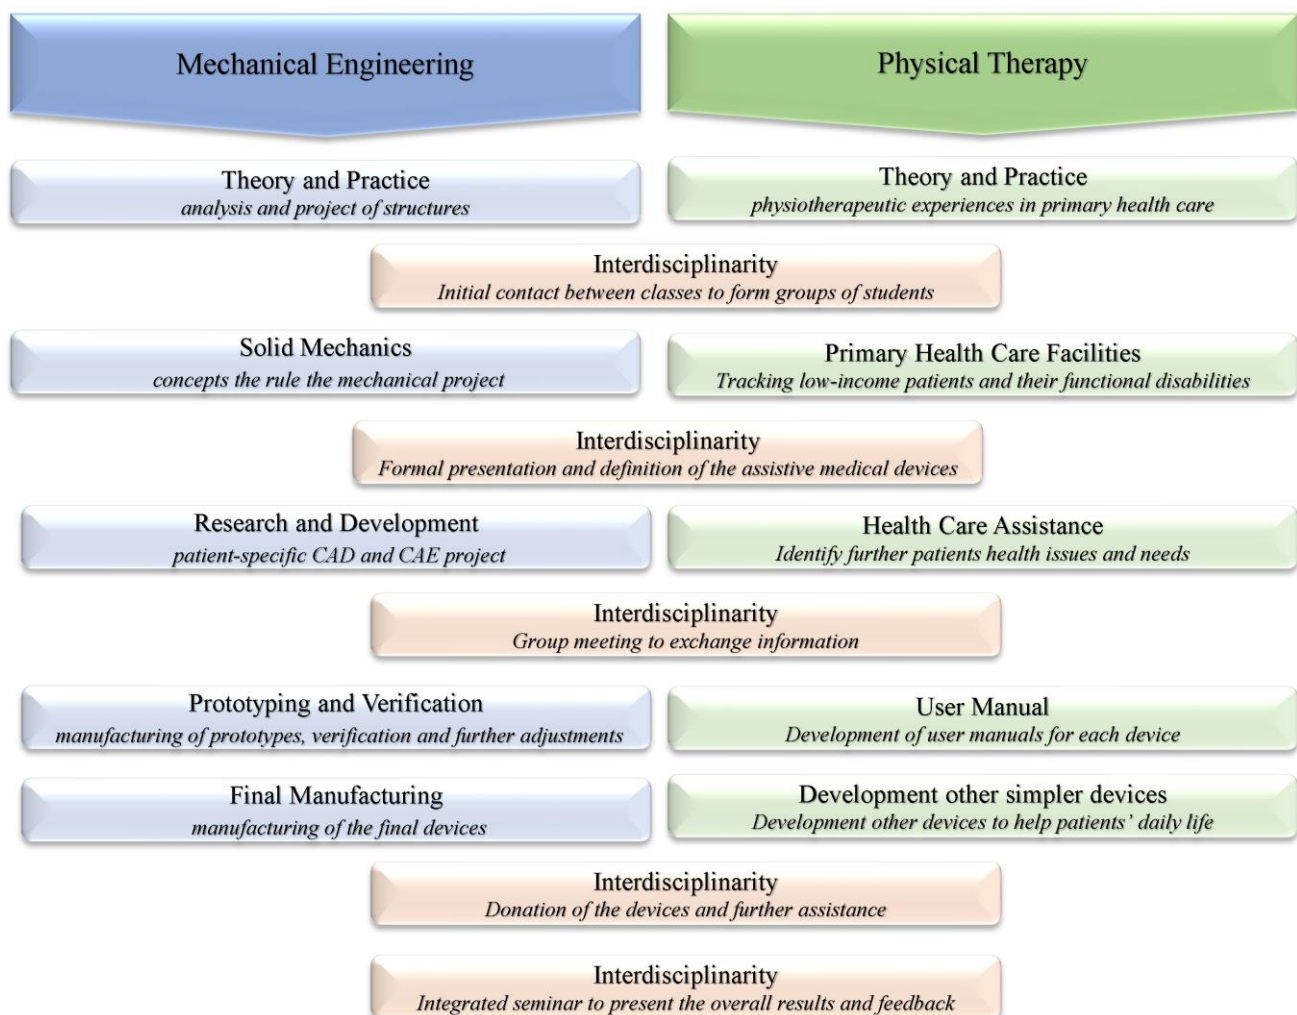 Mechanical Engineering
Physical Therapy
Theory and Practice
analysis and project of structures
Theory and Practice
physiotherapeutic experiences in primary health care
Interdisciplinarity
Initial contact between classes to form groups of students
Solid Mechanics
concepts the rule the mechanical project
Primary Health Care Facilities
Tracking low-income patients and their functional disabilities
Interdisciplinarity
Formal presentation and definition of the assistive medical devices
Research and Development
patient-specific CAD and CAE project
Health Care Assistance
Identify further patients health issues and needs
Interdisciplinarity
Group meeting to exchange information
Prototyping and Verification
manufacturing of prototypes, verification and further adjustments
User Manual
Development of user manuals for each device
Final Manufacturing
manufacturing of the final devices
Development other simpler devices
Development other devices to help patients’ daily life
Interdisciplinarity
Donation of the devices and further assistance
Interdisciplinarity
Integrated seminar to present the overall results and feedback